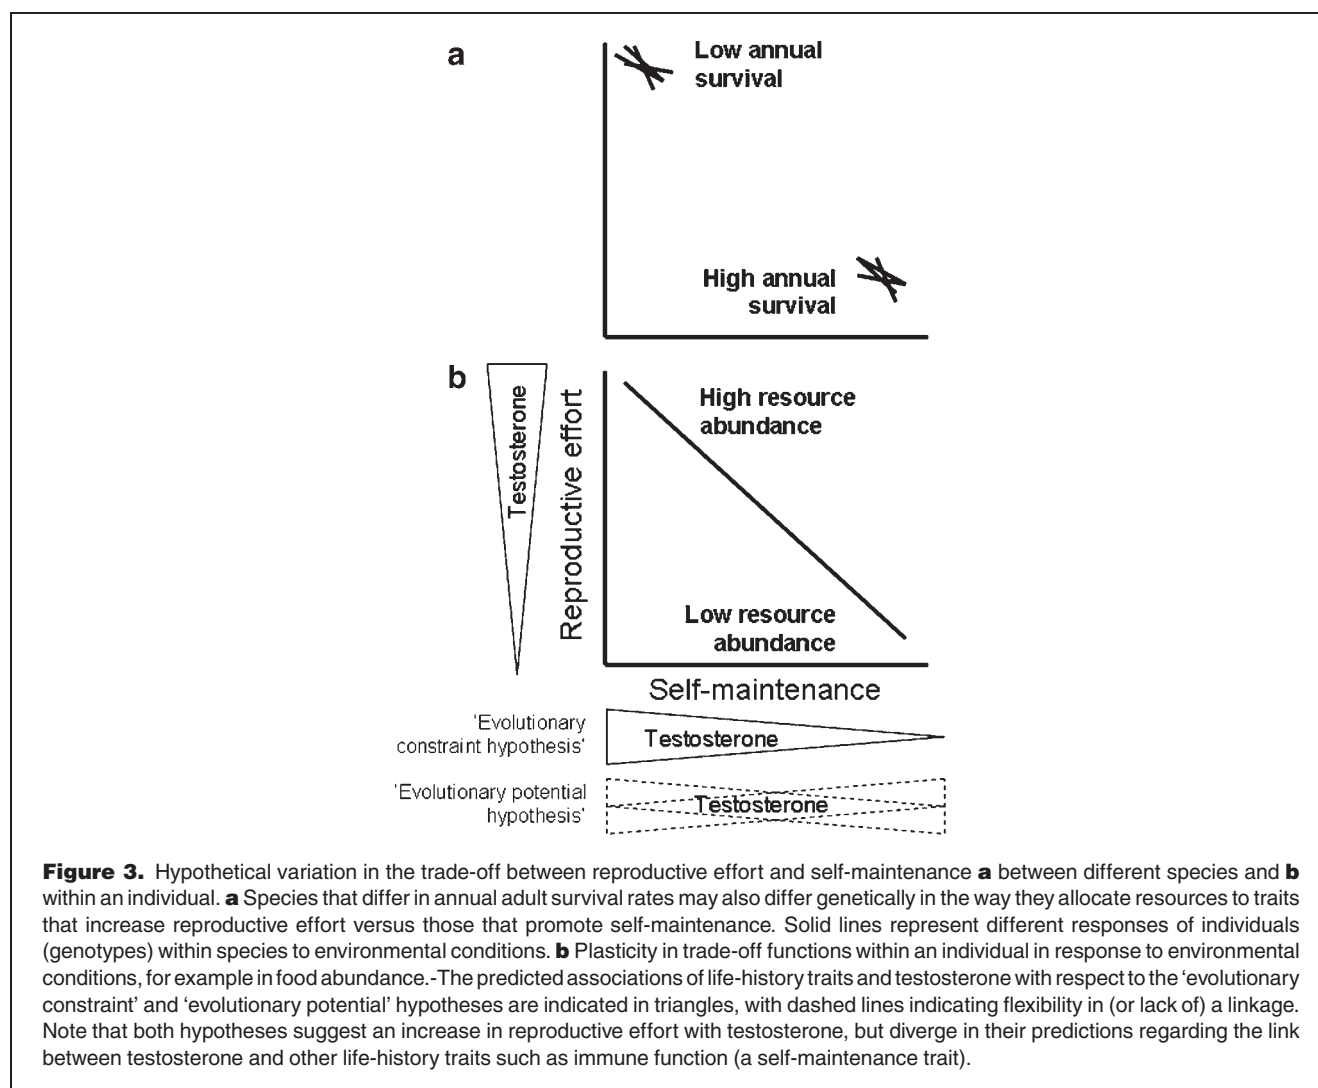 a
Low annual
survival
High annual
survival
b
Testosterone
Reproductive effort
High resource
abundance
Low resource
abundance
Self-maintenance
'Evolutionary
constraint hypothesis'
Testosterone
'Evolutionary potential
hypothesis'
Testosterone
Figure 3. Hypothetical variation in the trade-off between reproductive effort and self-maintenance a between different species and b
within an individual. a Species that differ in annual adult survival rates may also differ genetically in the way they allocate resources to traits
that increase reproductive effort versus those that promote self-maintenance. Solid lines represent different responses of individuals
(genotypes) within species to environmental conditions. b Plasticity in trade-off functions within an individual in response to environmental
conditions, for example in food abundance.-The predicted associations of life-history traits and testosterone with respect to the 'evolutionary
constraint' and 'evolutionary potential' hypotheses are indicated in triangles, with dashed lines indicating flexibility in (or lack of) a linkage.
Note that both hypotheses suggest an increase in reproductive effort with testosterone, but diverge in their predictions regarding the link
between testosterone and other life-history traits such as immune function (a self-maintenance trait).